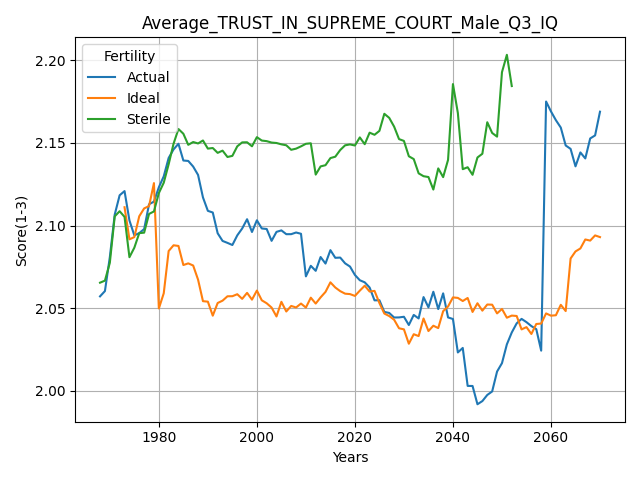 Average_TRUST_IN_SUPREME_COURT_Male_Q3_IQ
Fertility
Actual
Ideal
Sterile
Score(1-3)
2.20
2.15
2.10
2.05
2.00
1980
2000
2020
2040
2060
Years